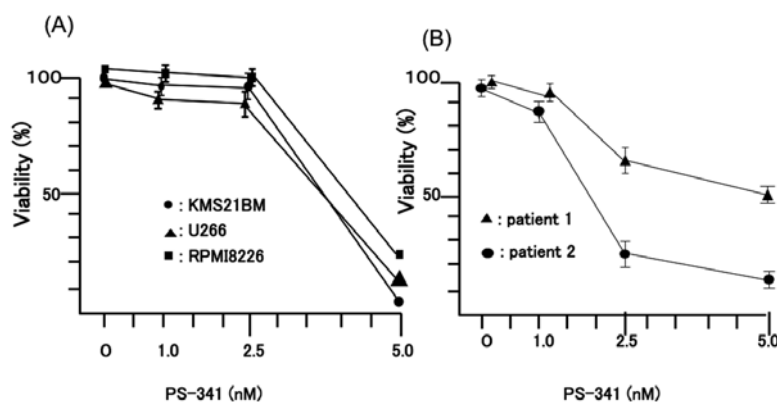 (A)
Viability (%)
100
50
● : KMS21BM
▲ : U266
■ : RPMI8226
O 1.0 2.5 5.0
PS-341 (nM)
(B)
Viability (%)
100
50
▲ : patient 1
● : patient 2
O 1.0 2.5 5.0
PS-341 (nM)